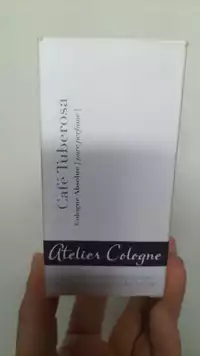 Café Tuberosa
Cologne Absolue [ pure perfume ]
Atelier Cologne